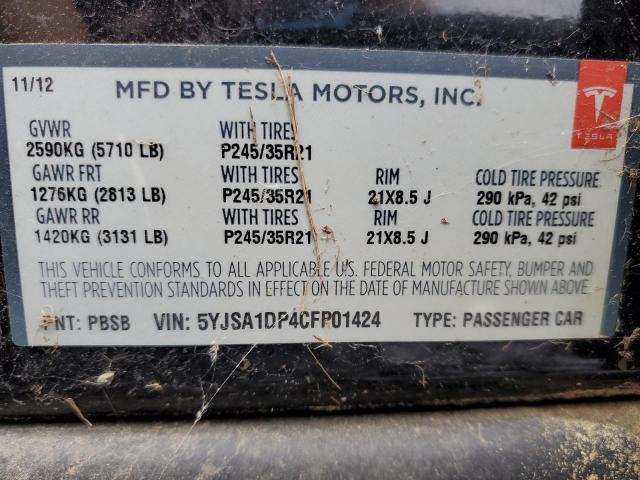 11/12 MFD BY TESLA MOTORS, INC.
TESLA
GVWR WITH TIRES
2590KG (5710 LB) P245/35R21
GAWR FRT WITH TIRES RIM COLD TIRE PRESSURE
1276KG (2813 LB) P245/35R21 21X8.5 J 290 kPa, 42 psi
GAWR RR WITH TIRES RIM COLD TIRE PRESSURE
1420KG (3131 LB) P245/35R21 21X8.5 J 290 kPa, 42 psi
THIS VEHICLE CONFORMS TO ALL APPLICABLE U.S. FEDERAL MOTOR SAFETY, BUMPER AND
THEFT PREVENTION STANDARDS IN EFFECT ON THE DATE OF MANUFACTURE SHOWN ABOVE.
PNT: PBSB VIN: 5YJSA1DP4CFP01424 TYPE: PASSENGER CAR